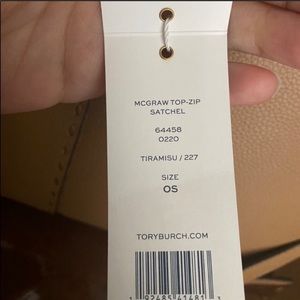 MCGRAW TOP-ZIP
SATCHEL
64458
0220
TIRAMISU / 227
SIZE
OS
TORYBURCH.COM